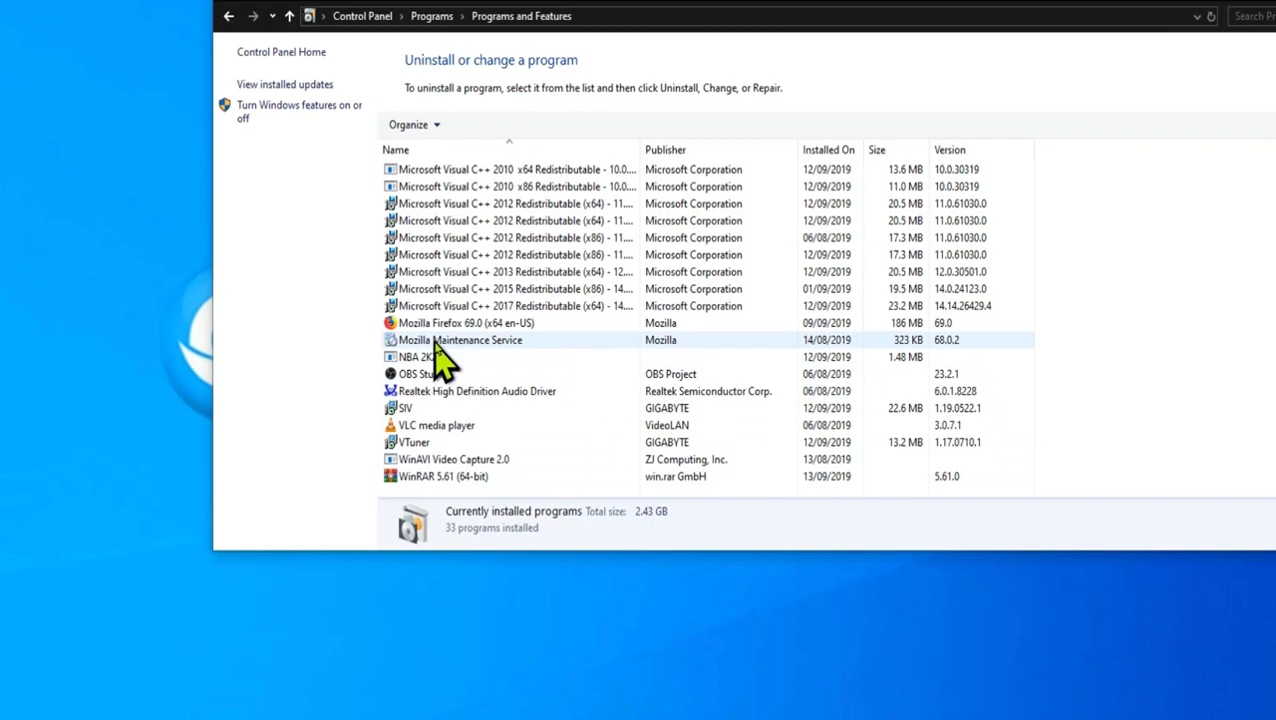 Control Panel > Programs > Programs and Features
Search Pr
Control Panel Home
Uninstall or change a program
View installed updates
To uninstall a program, select it from the list and then click Uninstall, Change, or Repair.
Turn Windows features on or
off
Organize
Name Publisher Installed On Size Version
Microsoft Visual C++ 2010 x64 Redistributable - 10.0.... Microsoft Corporation 12/09/2019 13.6 MB 10.0.30319
Microsoft Visual C++ 2010 x86 Redistributable - 10.0.... Microsoft Corporation 12/09/2019 11.0 MB 10.0.30319
Microsoft Visual C++ 2012 Redistributable (x64) - 11.... Microsoft Corporation 12/09/2019 20.5 MB 11.0.61030.0
Microsoft Visual C++ 2012 Redistributable (x64) - 11.... Microsoft Corporation 12/09/2019 20.5 MB 11.0.61030.0
Microsoft Visual C++ 2012 Redistributable (x86) - 11.... Microsoft Corporation 06/08/2019 17.3 MB 11.0.61030.0
Microsoft Visual C++ 2012 Redistributable (x86) - 11.... Microsoft Corporation 12/09/2019 17.3 MB 11.0.61030.0
Microsoft Visual C++ 2013 Redistributable (x64) - 12.... Microsoft Corporation 12/09/2019 20.5 MB 12.0.30501.0
Microsoft Visual C++ 2015 Redistributable (x86) - 14.... Microsoft Corporation 01/09/2019 19.5 MB 14.0.24123.0
Microsoft Visual C++ 2017 Redistributable (x64) - 14.... Microsoft Corporation 12/09/2019 23.2 MB 14.14.26429.4
Mozilla Firefox 69.0 (x64 en-US) Mozilla 09/09/2019 186 MB 69.0
Mozilla Maintenance Service Mozilla 14/08/2019 323 KB 68.0.2
NBA 12/09/2019 1.48 MB
OBS OBS Project 06/08/2019 23.2.1
Realtek High Definition Audio Driver Realtek Semiconductor Corp. 06/08/2019 6.0.1.8228
SIV GIGABYTE 12/09/2019 22.6 MB 1.19.0522.1
VLC media player VideoLAN 06/08/2019 3.0.7.1
VTuner GIGABYTE 12/09/2019 13.2 MB 1.17.0710.1
WinAVI Video Capture 2.0 ZJ Computing, Inc. 13/08/2019
WinRAR 5.61 (64-bit) win.rar GmbH 13/09/2019 5.61.0
Currently installed programs Total size: 2.43 GB
33 programs installed